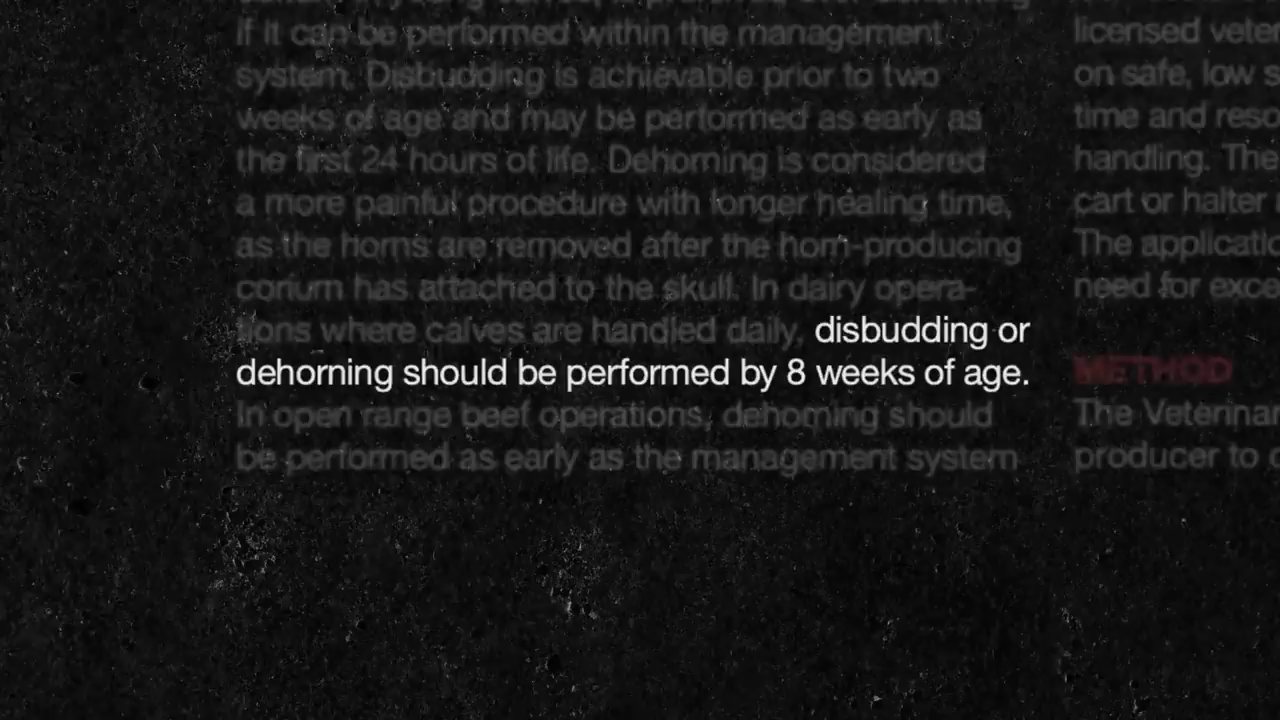 if it can be performed within the management
system. Disbudding is achievable prior to two
weeks of age and may be performed as early as
the first 24 hours of life. Dehorning is considered
a more painful procedure with longer healing time,
as the horns are removed after the horn-producing
corium has attached to the skull. In dairy opera-
tions where calves are handled daily, disbudding or
dehorning should be performed by 8 weeks of age.
In open range beef operations, dehorning should
be performed as early as the management system
licensed
on safe, low
time and
handling. The
cart or halter
The
need for
METHOD
The
producer to